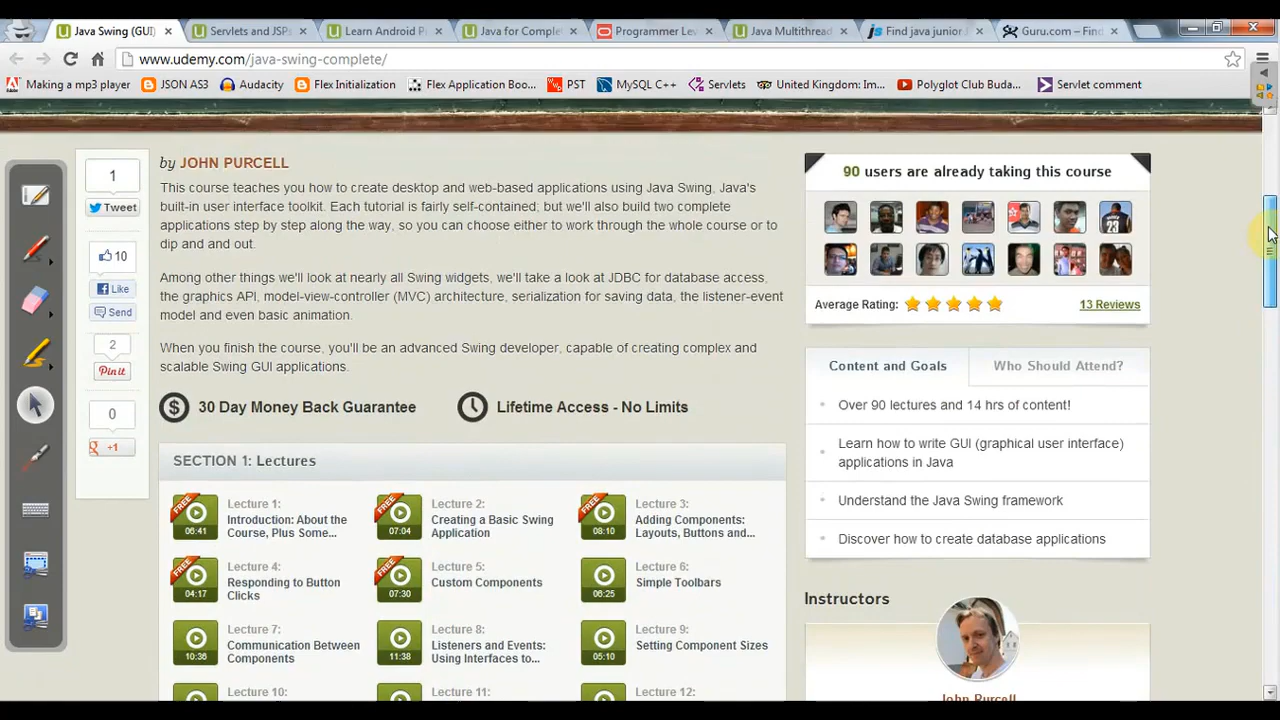 Java Swing (GUI)
Servlets and JSPs
Learn Android P
Java for Comple
Programmer Lev
Java Multithread
Find java junior
Guru.com – Find
www.udemy.com/java-swing-complete/
Making a mp3 player
JSON AS3
Audacity
Flex Initialization
Flex Application Boo...
PST
MySQL C++
Servlets
United Kingdom: Im...
Polyglot Club Buda...
Servlet comment
1
Tweet
10
Like
Send
2
Pin it
0
+1
by JOHN PURCELL
This course teaches you how to create desktop and web-based applications using Java Swing, Java's
built-in user interface toolkit. Each tutorial is fairly self-contained; but we'll also build two complete
applications step by step along the way, so you can choose either to work through the whole course or to
dip and and out.
Among other things we'll look at nearly all Swing widgets, we'll take a look at JDBC for database access,
the graphics API, model-view-controller (MVC) architecture, serialization for saving data, the listener-event
model and even basic animation.
When you finish the course, you'll be an advanced Swing developer, capable of creating complex and
scalable Swing GUI applications.
30 Day Money Back Guarantee
Lifetime Access - No Limits
SECTION 1: Lectures
FREE
06:41
Lecture 1:
Introduction: About the
Course, Plus Some...
FREE
07:04
Lecture 2:
Creating a Basic Swing
Application
FREE
08:10
Lecture 3:
Adding Components:
Layouts, Buttons and...
FREE
04:17
Lecture 4:
Responding to Button
Clicks
FREE
07:30
Lecture 5:
Custom Components
06:25
Lecture 6:
Simple Toolbars
10:36
Lecture 7:
Communication Between
Components
11:38
Lecture 8:
Listeners and Events:
Using Interfaces to...
05:10
Lecture 9:
Setting Component Sizes
Lecture 10:
Lecture 11:
Lecture 12:
90 users are already taking this course
23
Average Rating:
13 Reviews
Content and Goals
Who Should Attend?
Over 90 lectures and 14 hrs of content!
Learn how to write GUI (graphical user interface)
applications in Java
Understand the Java Swing framework
Discover how to create database applications
Instructors
John Purcell